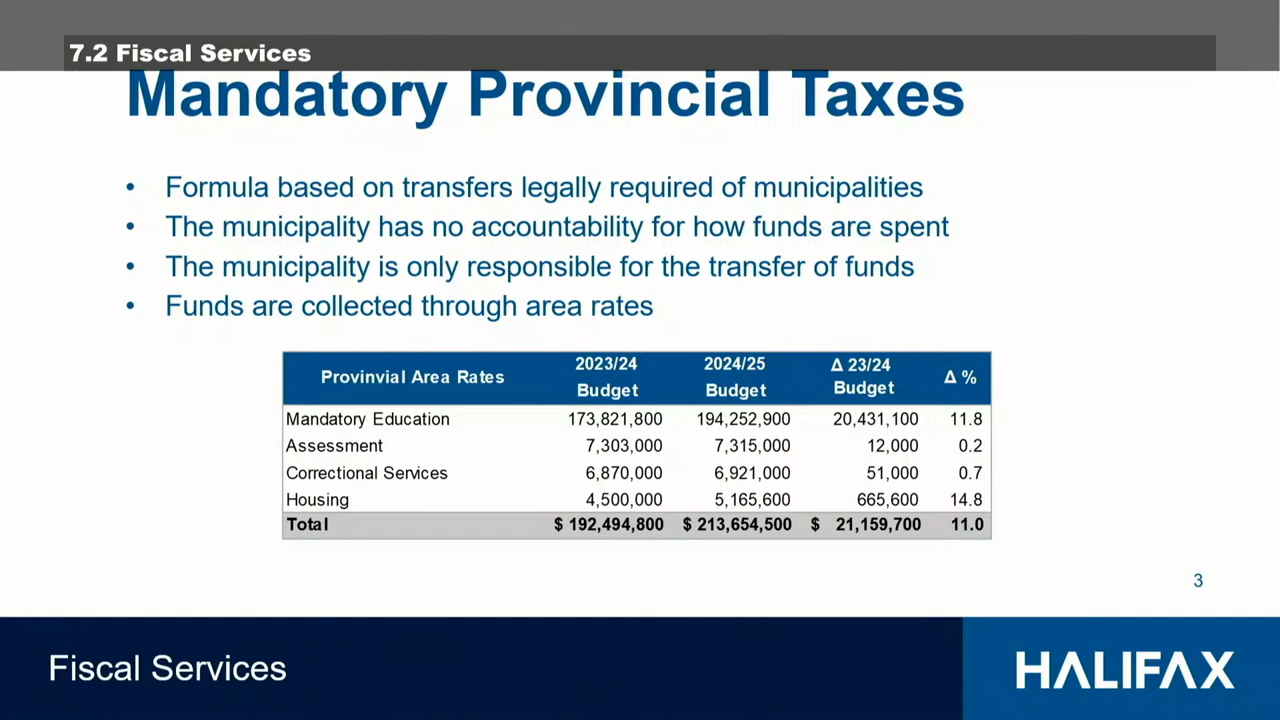 7.2 Fiscal Services
Mandatory Provincial Taxes
• Formula based on transfers legally required of municipalities
• The municipality has no accountability for how funds are spent
• The municipality is only responsible for the transfer of funds
• Funds are collected through area rates
Provinvial Area Rates 2023/24 Budget 2024/25 Budget Δ 23/24 Budget Δ %
Mandatory Education 173,821,800 194,252,900 20,431,100 11.8
Assessment 7,303,000 7,315,000 12,000 0.2
Correctional Services 6,870,000 6,921,000 51,000 0.7
Housing 4,500,000 5,165,600 665,600 14.8
Total $ 192,494,800 $ 213,654,500 $ 21,159,700 11.0
3
Fiscal Services
HALIFAX